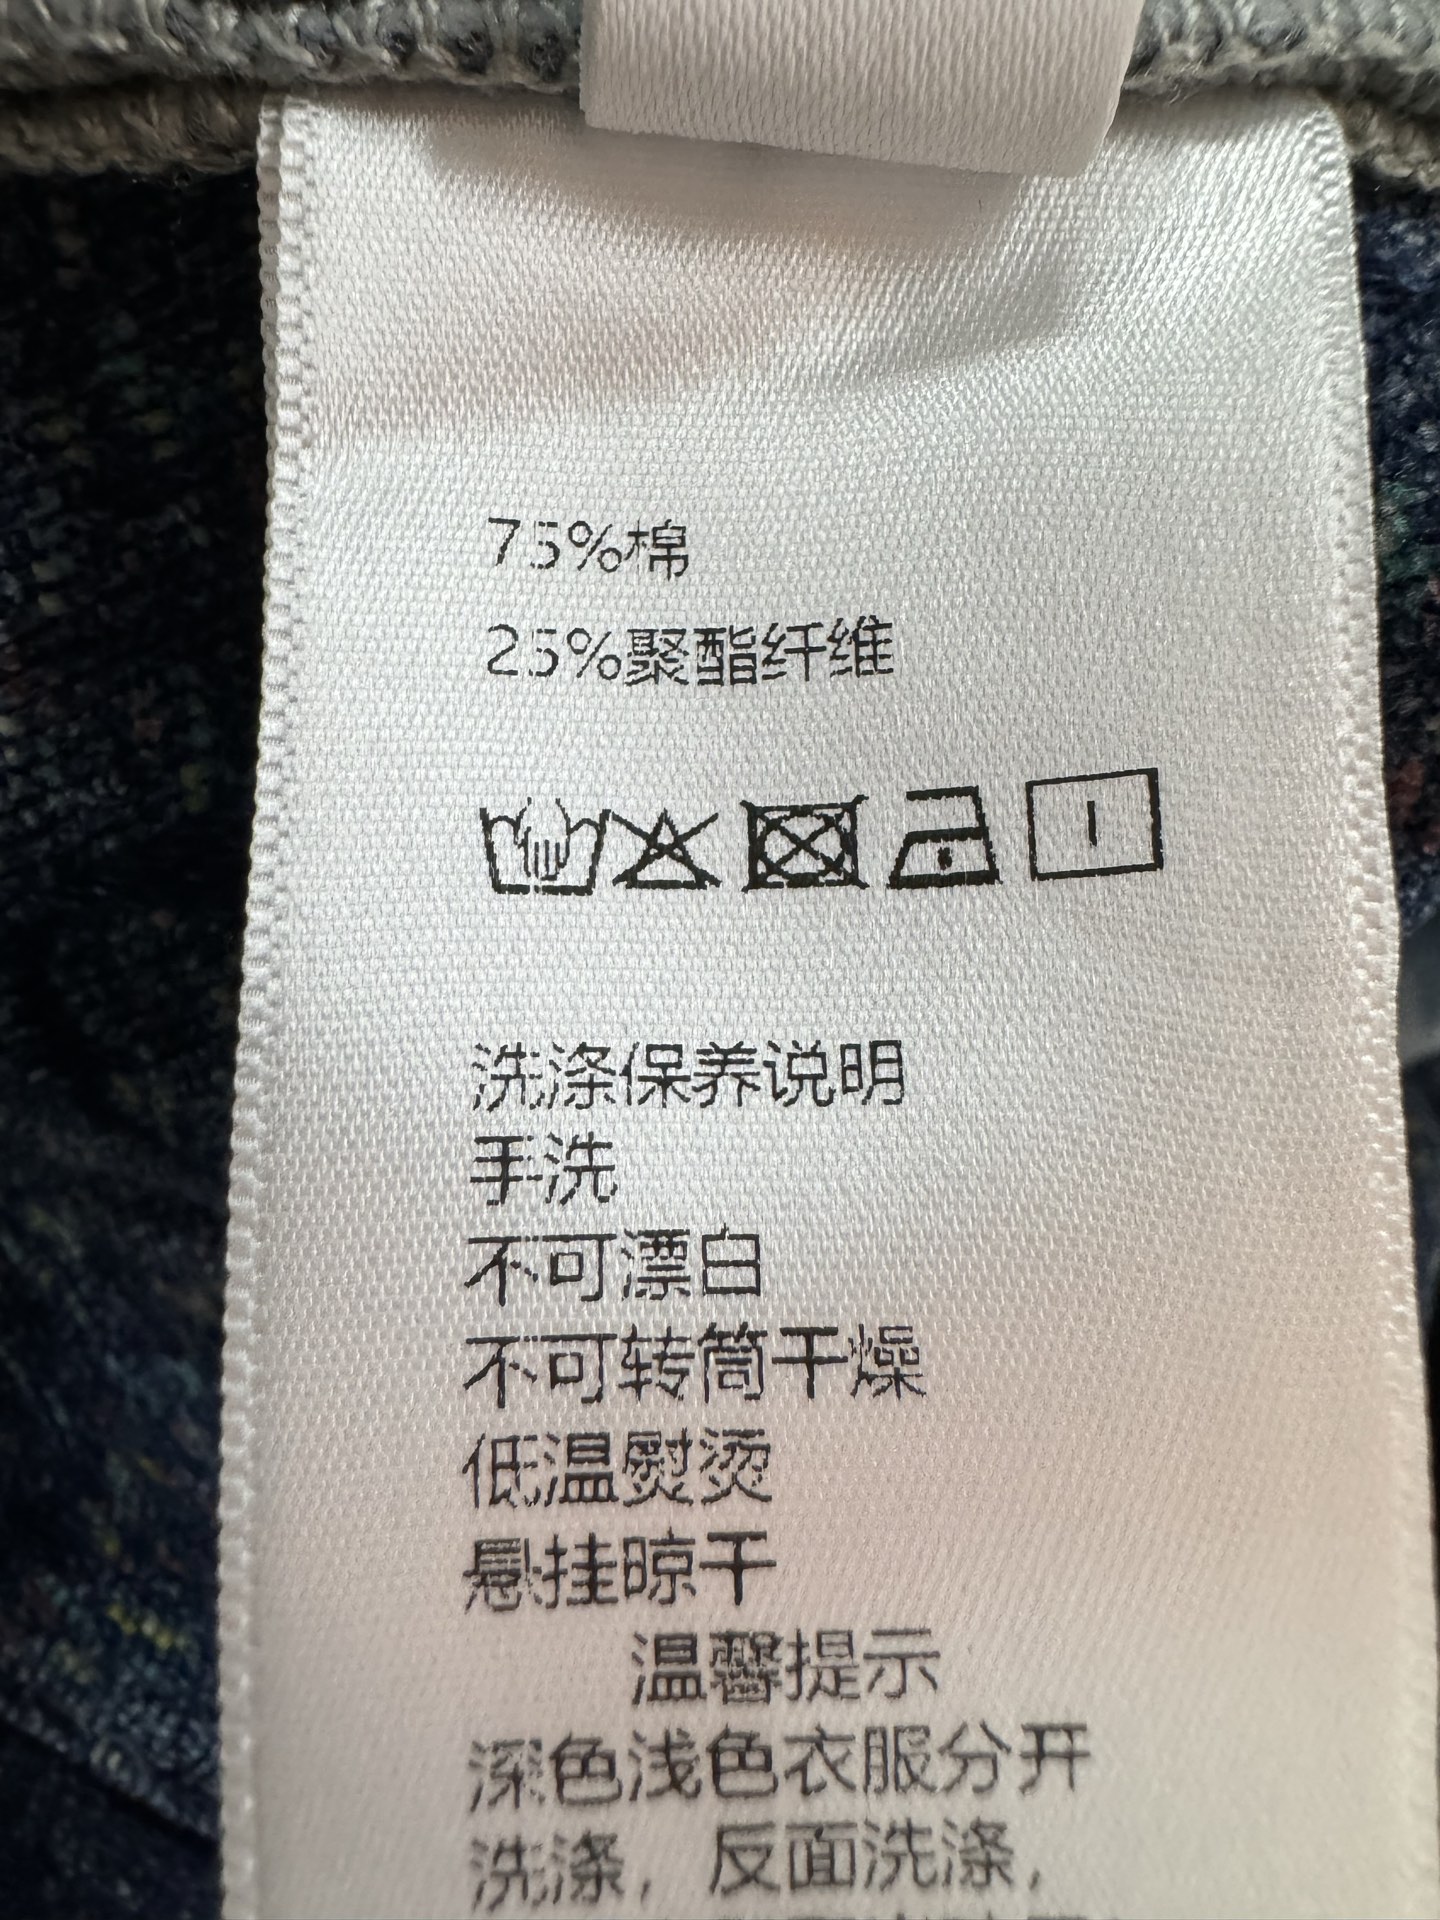 75%棉
25%聚酯纤维
洗涤保养说明
手洗
不可漂白
不可转筒干燥
低温熨烫
悬挂晾干
温馨提示
深色浅色衣服分开
洗涤，反面洗涤，